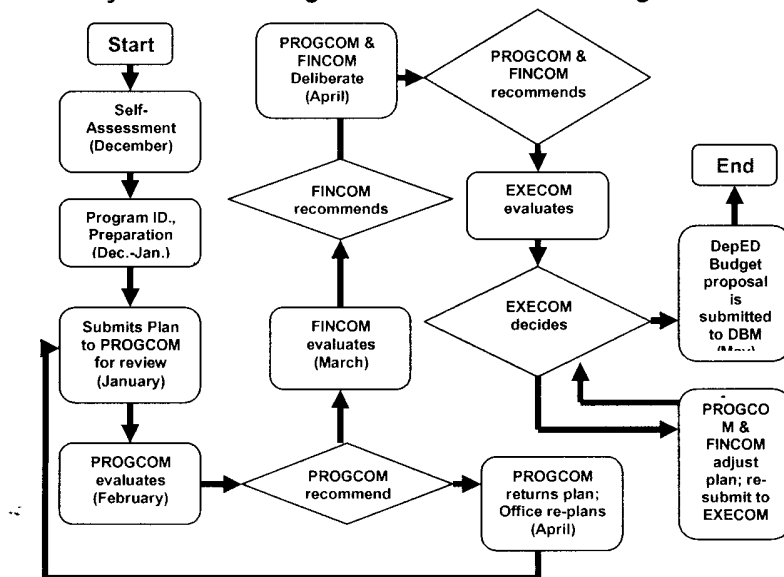 Start
Self-
Assessment
(December)
Program ID.,
Preparation
(Dec.-Jan.)
Submits Plan
to PROGCOM
for review
(January)
PROGCOM
evaluates
(February)
PROGCOM
recommend
FINCOM
evaluates
(March)
FINCOM
recommends
PROGCOM &
FINCOM
Deliberate
(April)
PROGCOM &
FINCOM
recommends
EXECOM
evaluates
EXECOM
decides
End
DepED
Budget
proposal
is
submitted
to DBM
PROGCO
M &
FINCOM
adjust
plan; re-
submit to
EXECOM
PROGCOM
returns plan;
Office re-plans
(April)